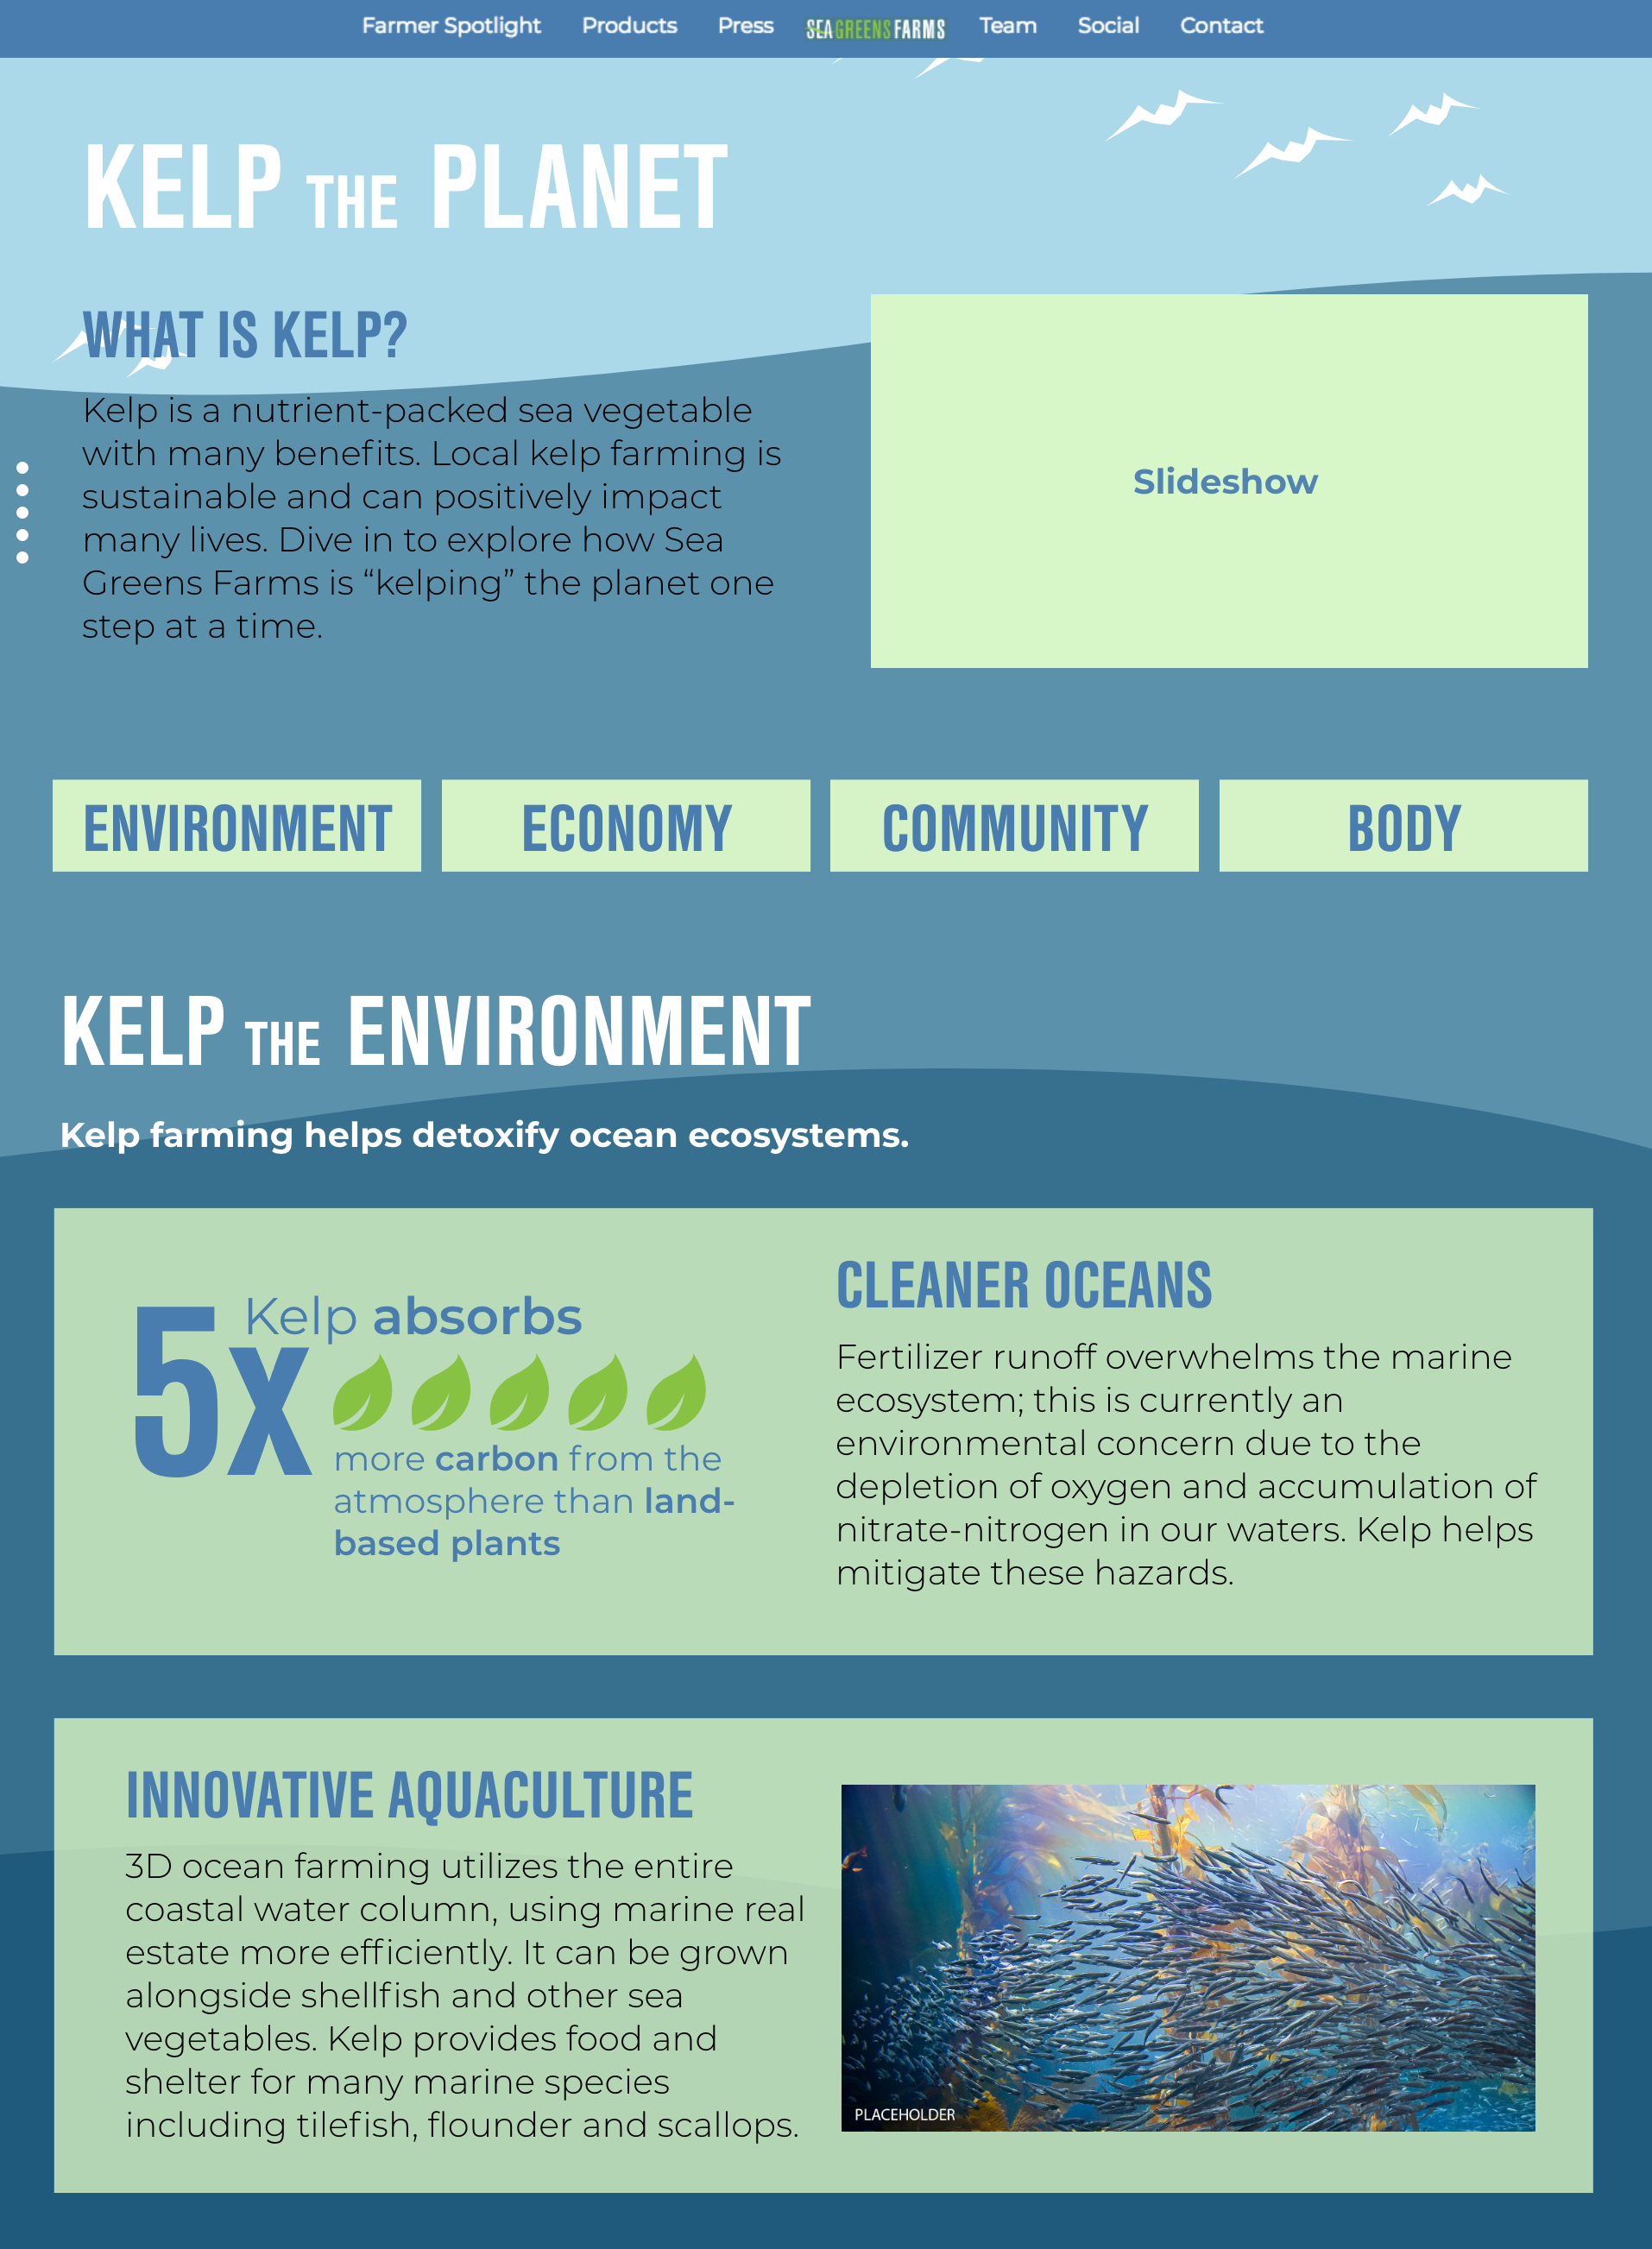 Farmer Spotlight Products Press SEA GREENS FARMS Team Social Contact
KELP THE PLANET
WHAT IS KELP?
Kelp is a nutrient-packed sea vegetable
with many benefits. Local kelp farming is
sustainable and can positively impact
many lives. Dive in to explore how Sea
Greens Farms is “kelping” the planet one
step at a time.
Slideshow
ENVIRONMENT ECONOMY COMMUNITY BODY
KELP THE ENVIRONMENT
Kelp farming helps detoxify ocean ecosystems.
5x
Kelp absorbs
more carbon from the
atmosphere than land-
based plants
CLEANER OCEANS
Fertilizer runoff overwhelms the marine
ecosystem; this is currently an
environmental concern due to the
depletion of oxygen and accumulation of
nitrate-nitrogen in our waters. Kelp helps
mitigate these hazards.
INNOVATIVE AQUACULTURE
3D ocean farming utilizes the entire
coastal water column, using marine real
estate more efficiently. It can be grown
alongside shellfish and other sea
vegetables. Kelp provides food and
shelter for many marine species
including tilefish, flounder and scallops.
PLACEHOLDER